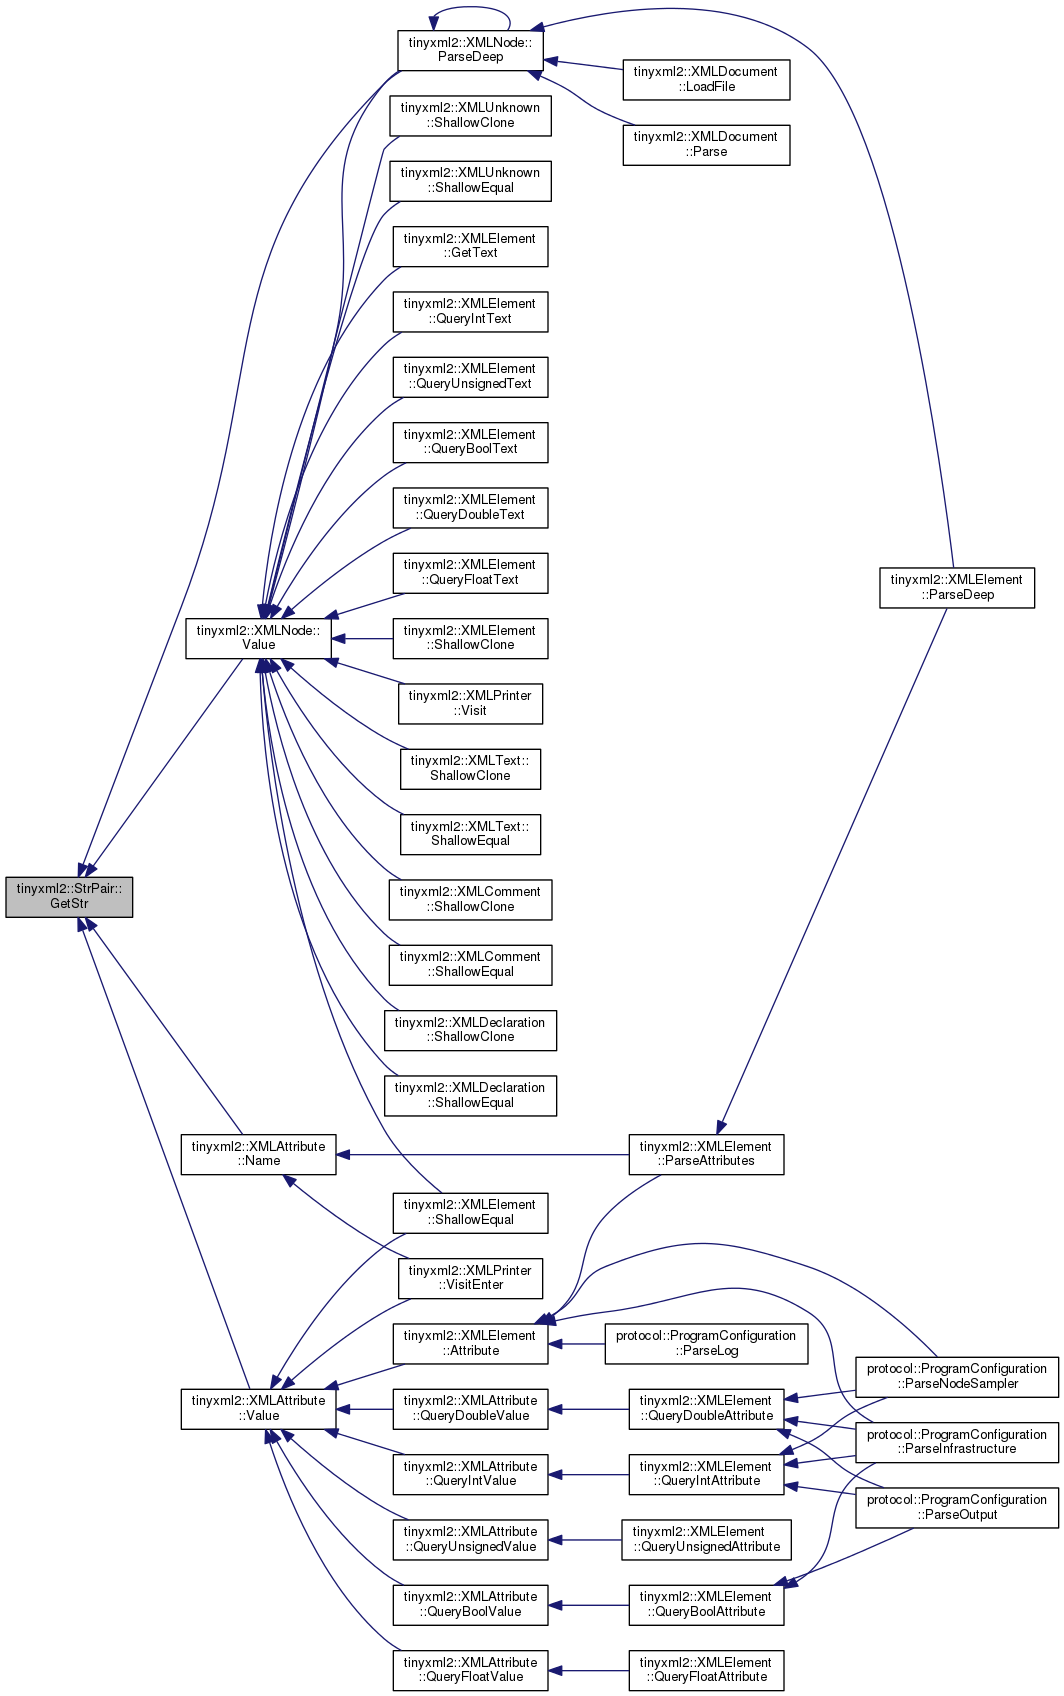 tinyxml2::XMLNode::
ParseDeep
tinyxml2::XMLDocument
::LoadFile
tinyxml2::XMLUnknown
::ShallowClone
tinyxml2::XMLDocument
::Parse
tinyxml2::XMLUnknown
::ShallowEqual
tinyxml2::XMLElement
::GetText
tinyxml2::XMLElement
::QueryIntText
tinyxml2::XMLElement
::QueryUnsignedText
tinyxml2::XMLElement
::QueryBoolText
tinyxml2::XMLElement
::QueryDoubleText
tinyxml2::XMLElement
::QueryFloatText
tinyxml2::XMLElement
::ParseDeep
tinyxml2::XMLNode::
Value
tinyxml2::XMLElement
::ShallowClone
tinyxml2::XMLPrinter
::Visit
tinyxml2::XMLText::
ShallowClone
tinyxml2::XMLText::
ShallowEqual
tinyxml2::StrPair::
GetStr
tinyxml2::XMLComment
::ShallowClone
tinyxml2::XMLComment
::ShallowEqual
tinyxml2::XMLDeclaration
::ShallowClone
tinyxml2::XMLDeclaration
::ShallowEqual
tinyxml2::XMLAttribute
::Name
tinyxml2::XMLElement
::ParseAttributes
tinyxml2::XMLElement
::ShallowEqual
tinyxml2::XMLPrinter
::VisitEnter
tinyxml2::XMLElement
::Attribute
protocol::ProgramConfiguration
::ParseLog
protocol::ProgramConfiguration
::ParseNodeSampler
tinyxml2::XMLAttribute
::Value
tinyxml2::XMLAttribute
::QueryDoubleValue
tinyxml2::XMLElement
::QueryDoubleAttribute
protocol::ProgramConfiguration
::ParseInfrastructure
tinyxml2::XMLAttribute
::QueryIntValue
tinyxml2::XMLElement
::QueryIntAttribute
protocol::ProgramConfiguration
::ParseOutput
tinyxml2::XMLAttribute
::QueryUnsignedValue
tinyxml2::XMLElement
::QueryUnsignedAttribute
tinyxml2::XMLAttribute
::QueryBoolValue
tinyxml2::XMLElement
::QueryBoolAttribute
tinyxml2::XMLAttribute
::QueryFloatValue
tinyxml2::XMLElement
::QueryFloatAttribute